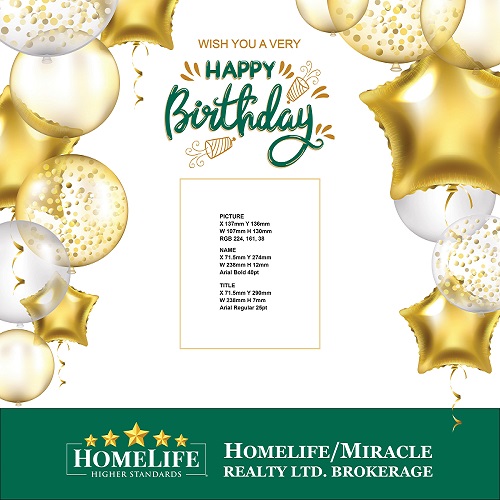 WISH YOU A VERY
HAPPY
Birthday
PICTURE
X 137mm Y 136mm
W 107mm H 130mm
RGB 224, 161, 38
NAME
X 71.5mm Y 274mm
W 238mm H 12mm
Arial Bold 40pt
TITLE
X 71.5mm Y 290mm
W 238mm H 7mm
Arial Regular 25pt
HOMELIFE
HIGHER STANDARDS
HOMELIFE/MIRACLE
REALTY LTD. BROKERAGE